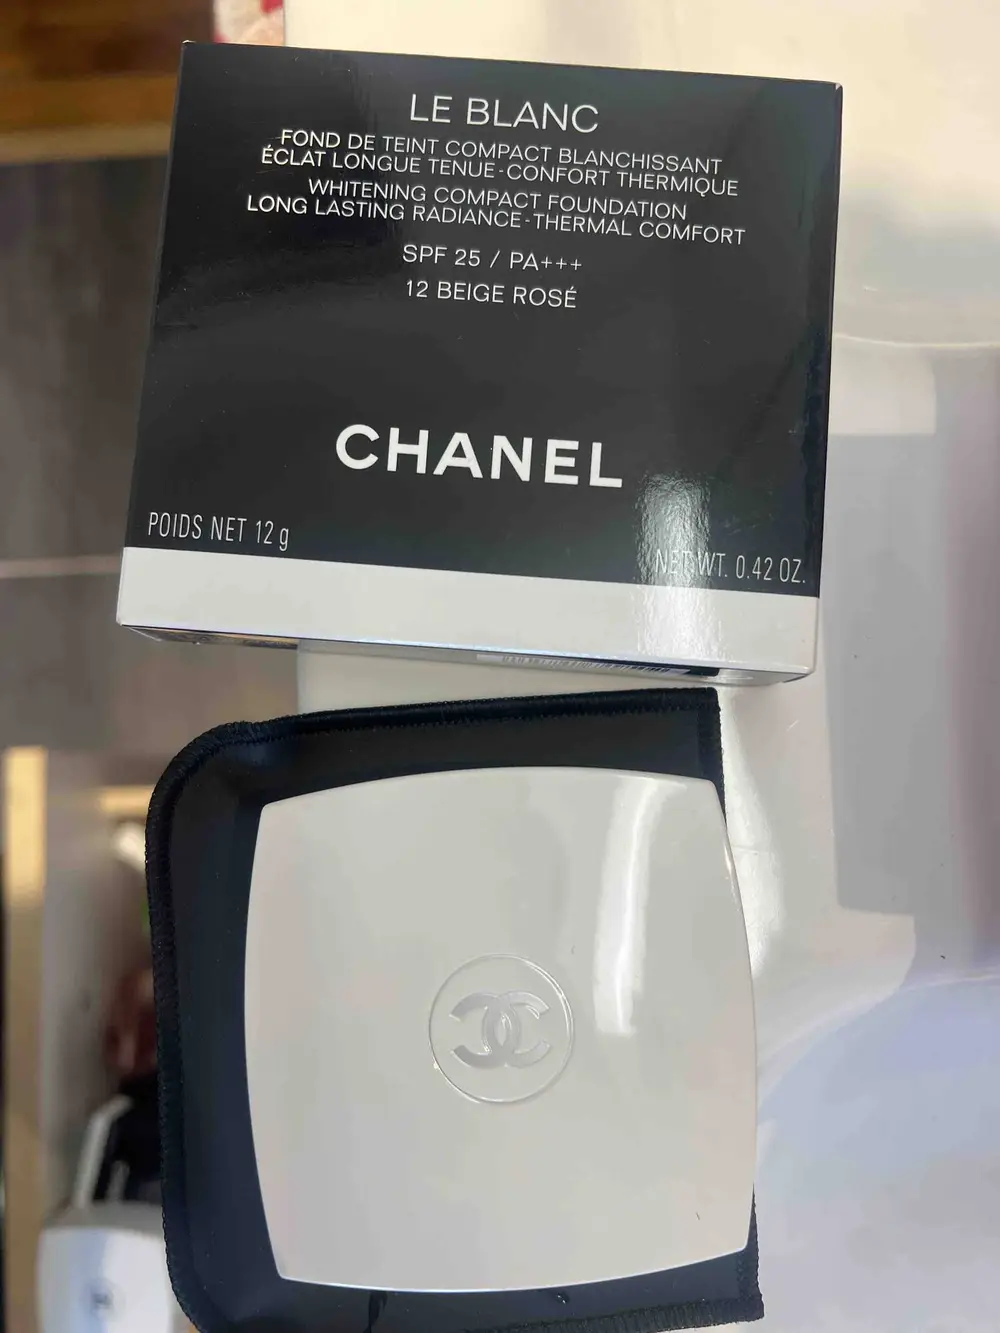 LE BLANC
FOND DE TEINT COMPACT BLANCHISSANT
ÉCLAT LONGUE TENUE-CONFORT THERMIQUE
WHITENING COMPACT FOUNDATION
LONG LASTING RADIANCE-THERMAL COMFORT
SPF 25 / PA+++
12 BEIGE ROSÉ
CHANEL
POIDS NET 12 g
NET WT. 0.42 OZ.